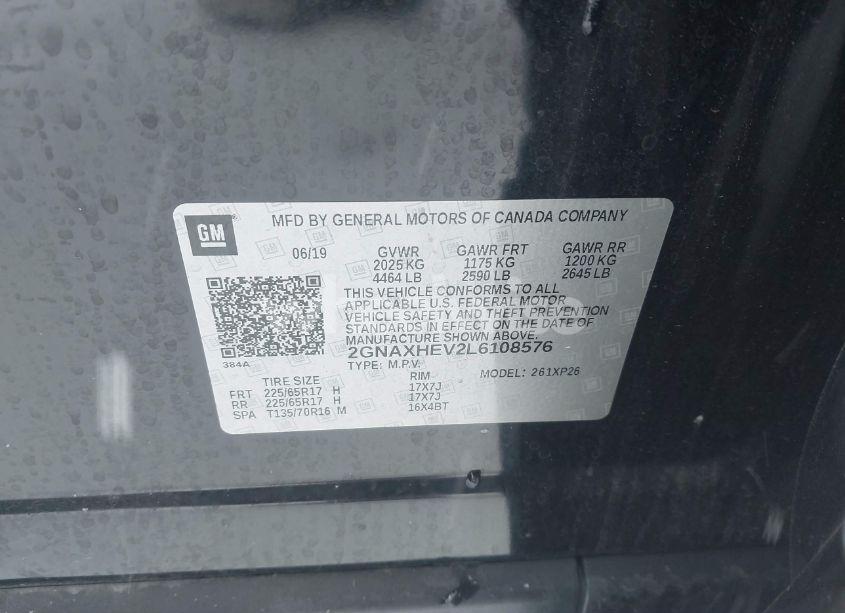 GM
MFD BY GENERAL MOTORS OF CANADA COMPANY
06/19 GVWR GAWR FRT GAWR RR
2025 KG 1175 KG 1200 KG
4464 LB 2590 LB 2645 LB
THIS VEHICLE CONFORMS TO ALL
APPLICABLE U.S. FEDERAL MOTOR
VEHICLE SAFETY AND THEFT PREVENTION
STANDARDS IN EFFECT ON THE DATE OF
MANUFACTURE SHOWN ABOVE.
384A
2GNAXHEV2L6108576
TYPE: M.P.V. MODEL: 261XP26
TIRE SIZE RIM
FRT 225/65R17 H 17X7J
RR 225/65R17 H 17X7J
SPA T135/70R16 M 16X4BT